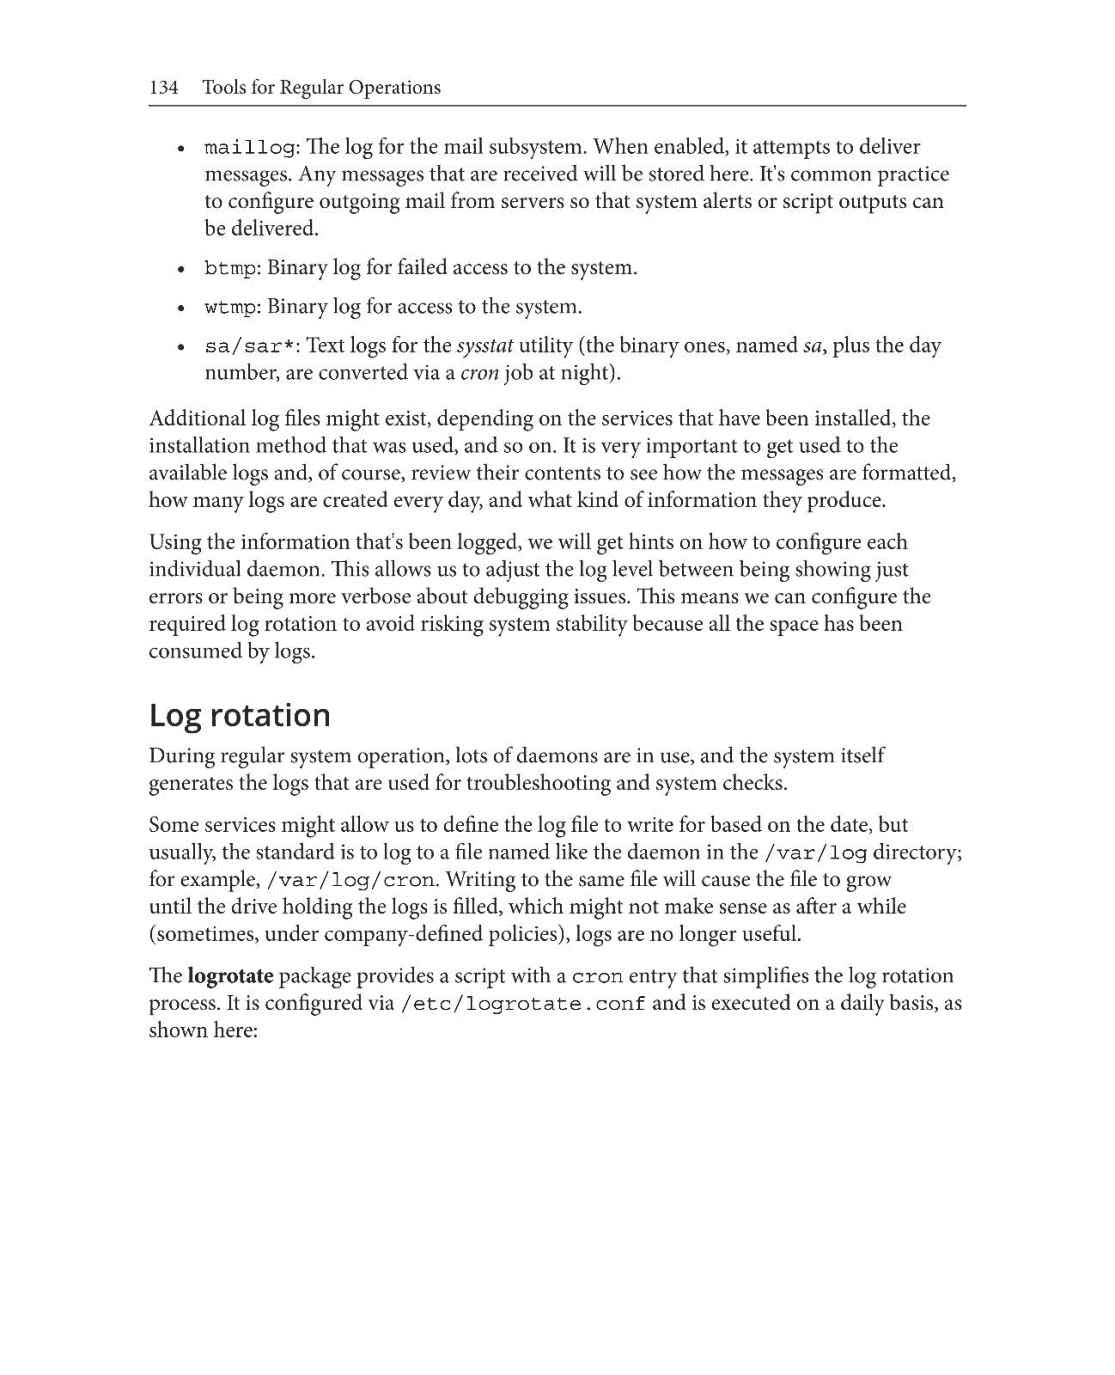 134 Tools for Regular Operations
• maillog: The log for the mail subsystem. When enabled, it attempts to deliver
messages. Any messages that are received will be stored here. It's common practice
to configure outgoing mail from servers so that system alerts or script outputs can
be delivered.
• btmp: Binary log for failed access to the system.
• wtmp: Binary log for access to the system.
• sa/sar*: Text logs for the sysstat utility (the binary ones, named sa, plus the day
number, are converted via a cron job at night).
Additional log files might exist, depending on the services that have been installed, the
installation method that was used, and so on. It is very important to get used to the
available logs and, of course, review their contents to see how the messages are formatted,
how many logs are created every day, and what kind of information they produce.
Using the information that's been logged, we will get hints on how to configure each
individual daemon. This allows us to adjust the log level between being showing just
errors or being more verbose about debugging issues. This means we can configure the
required log rotation to avoid risking system stability because all the space has been
consumed by logs.
Log rotation
During regular system operation, lots of daemons are in use, and the system itself
generates the logs that are used for troubleshooting and system checks.
Some services might allow us to define the log file to write for based on the date, but
usually, the standard is to log to a file named like the daemon in the /var/log directory;
for example, /var/log/cron. Writing to the same file will cause the file to grow
until the drive holding the logs is filled, which might not make sense as after a while
(sometimes, under company-defined policies), logs are no longer useful.
The logrotate package provides a script with a cron entry that simplifies the log rotation
process. It is configured via /etc/logrotate.conf and is executed on a daily basis, as
shown here: